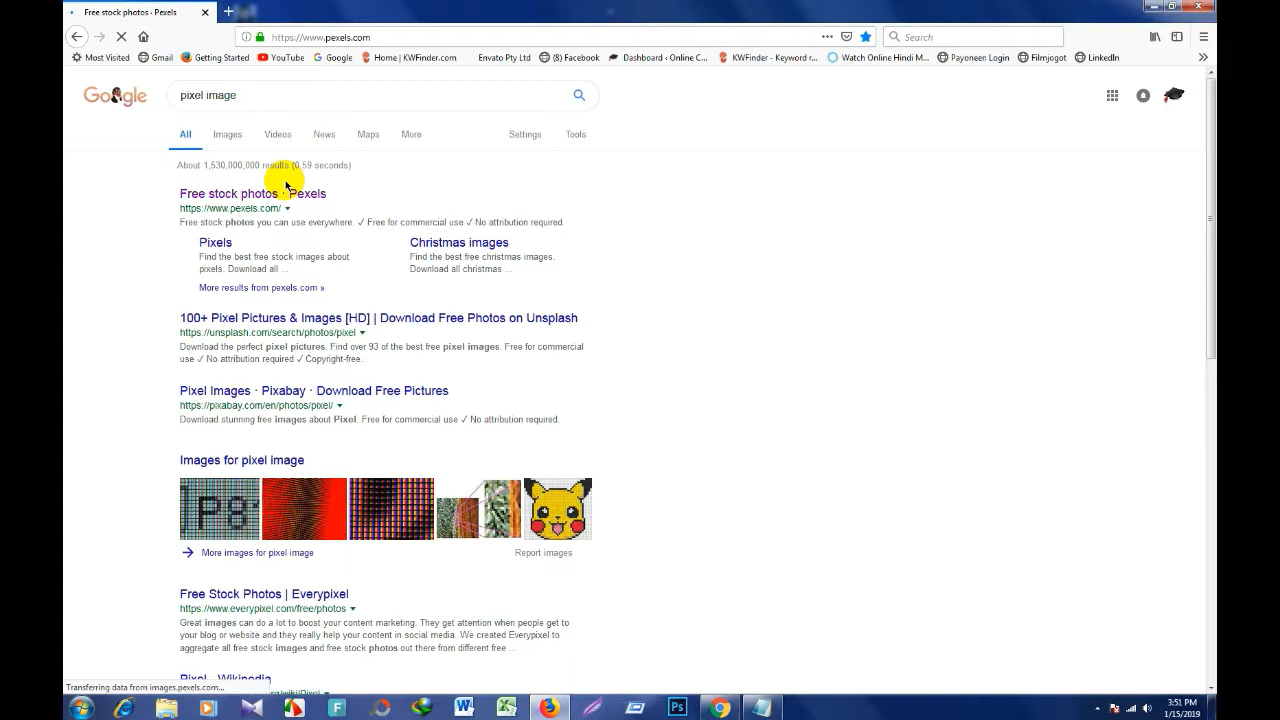 Free stock photos · Pexels
https://www.pexels.com
Search
Most Visited
Gmail
Getting Started
YouTube
Google
Home | KWFinder.com
Envato Pty Ltd
(8) Facebook
Dashboard ‹ Online C...
KWFinder - Keyword r...
Watch Online Hindi M...
Payoneer Login
Filmjogot
LinkedIn
Google
pixel image
All
Images
Videos
News
Maps
More
Settings
Tools
About 1,530,000,000 results (0.59 seconds)
Free stock photos · Pexels
https://www.pexels.com/
Free stock photos you can use everywhere. ✓ Free for commercial use ✓ No attribution required.
Pixels
Find the best free stock images about
pixels. Download all ...
Christmas images
Find the best free christmas images.
Download all christmas ...
More results from pexels.com »
100+ Pixel Pictures & Images [HD] | Download Free Photos on Unsplash
https://unsplash.com/search/photos/pixel
Download the perfect pixel pictures. Find over 93 of the best free pixel images. Free for commercial
use ✓ No attribution required ✓ Copyright-free.
Pixel Images · Pixabay · Download Free Pictures
https://pixabay.com/en/photos/pixel/
Download stunning free images about Pixel. Free for commercial use ✓ No attribution required.
Images for pixel image
More images for pixel image
Report images
Free Stock Photos | Everypixel
https://www.everypixel.com/free/photos
Great images can do a lot to boost your content marketing. They get attention when people get to
your blog or website and they really help your content in social media. We created Everypixel to
aggregate all free stock images and free stock photos out there from different free ...
Pixel - Wikipedia
org/wiki/Pixel
Transferring data from images.pexels.com...
3:51 PM
1/15/2019